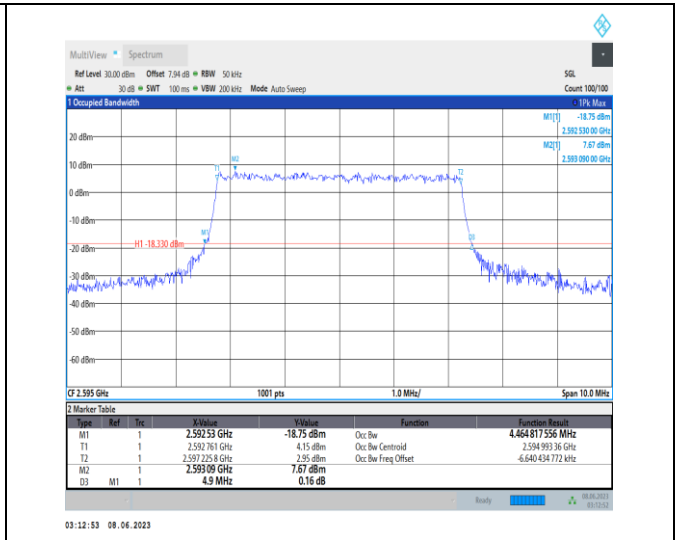 MultiView Spectrum
Ref Level 30.00 dBm Offset 7.94 dB RBW 50 kHz SGL
Att 30 dB SWT 100 ms VBW 200 kHz Mode Auto Sweep Count 100/100
1 Occupied Bandwidth 1Pk Max
M1[1] -18.75 dBm
2.592 530 00 GHz
M2[1] 7.67 dBm
2.593 090 00 GHz
20 dBm
10 dBm
0 dBm
-10 dBm
-20 dBm
-30 dBm
-40 dBm
-50 dBm
-60 dBm
T1
M2
T2
M1
D3
H1 -18.330 dBm
CF 2.595 GHz 1001 pts 1.0 MHz/ Span 10.0 MHz
2 Marker Table
Type Ref Trc X-Value Y-Value Function Function Result
M1 1 2.592 53 GHz -18.75 dBm Occ Bw 4.464 817 556 MHz
T1 1 2.592 761 GHz 4.15 dBm Occ Bw Centroid 2.594 993 36 GHz
T2 1 2.597 225 8 GHz 2.95 dBm Occ Bw Freq Offset -6.640 434 772 kHz
M2 1 2.593 09 GHz 7.67 dBm
D3 M1 1 4.9 MHz 0.16 dB
Ready 08.06.2023
03:12:52
03:12:53 08.06.2023